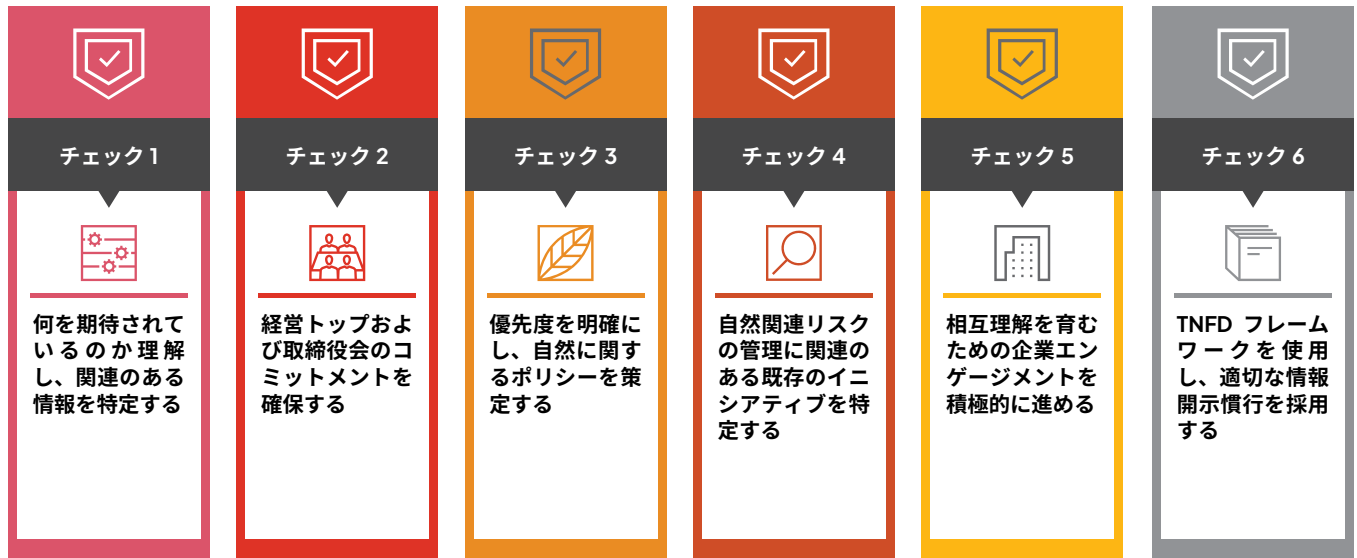 チェック 1
何を期待されて
いるのか理解
し、関連のある
情報を特定する
チェック 2
経営トップおよ
び取締役会のコ
ミットメントを
確保する
チェック 3
優先度を明確に
し、自然に関す
るポリシーを策
定する
チェック 4
自然関連リスク
の管理に関連の
ある既存のイニ
シアティブを特
定する
チェック 5
相互理解を育む
ための企業エン
ゲージメントを
積極的に進める
チェック 6
TNFD フレーム
ワークを使用
し、適切な情報
開示慣行を採用
する